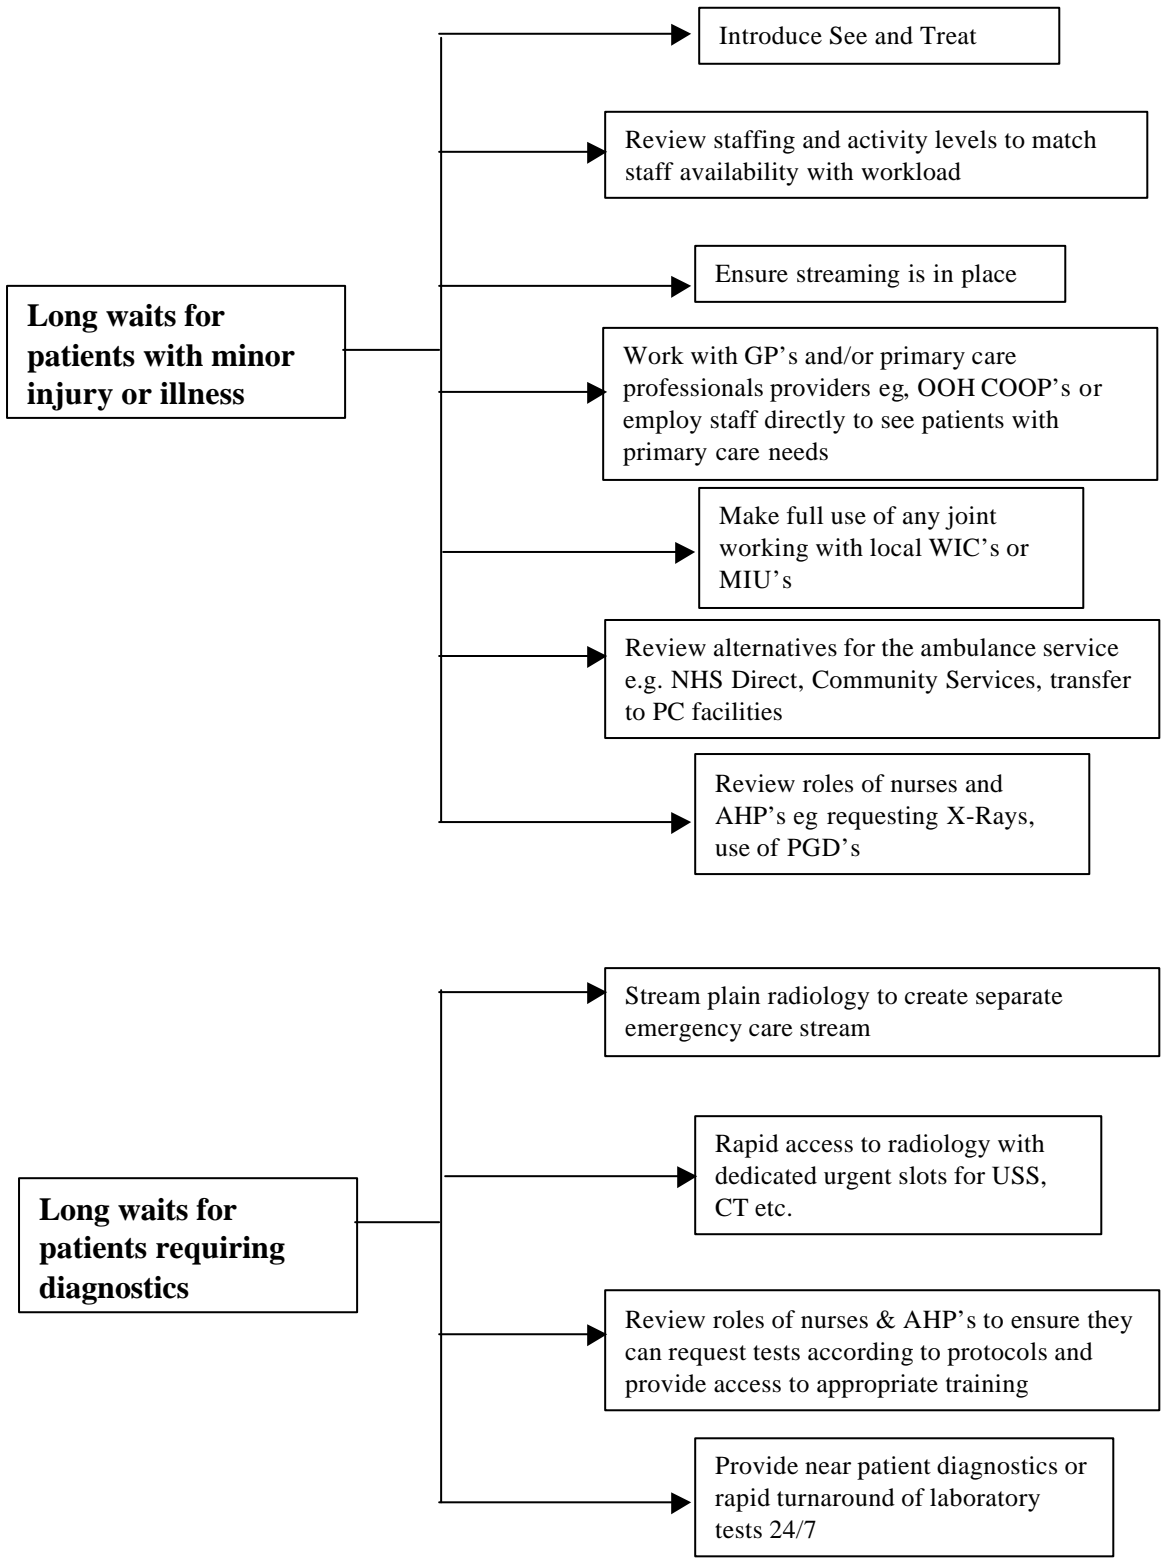 Introduce See and Treat
Review staffing and activity levels to match
staff availability with workload
Ensure streaming is in place
Long waits for
patients with minor
injury or illness
Work with GP’s and/or primary care
professionals providers eg, OOH COOP’s or
employ staff directly to see patients with
primary care needs
Make full use of any joint
working with local WIC’s or
MIU’s
Review alternatives for the ambulance service
e.g. NHS Direct, Community Services, transfer
to PC facilities
Review roles of nurses and
AHP’s eg requesting X-Rays,
use of PGD’s
Stream plain radiology to create separate
emergency care stream
Rapid access to radiology with
dedicated urgent slots for USS,
CT etc.
Long waits for
patients requiring
diagnostics
Review roles of nurses & AHP’s to ensure they
can request tests according to protocols and
provide access to appropriate training
Provide near patient diagnostics or
rapid turnaround of laboratory
tests 24/7